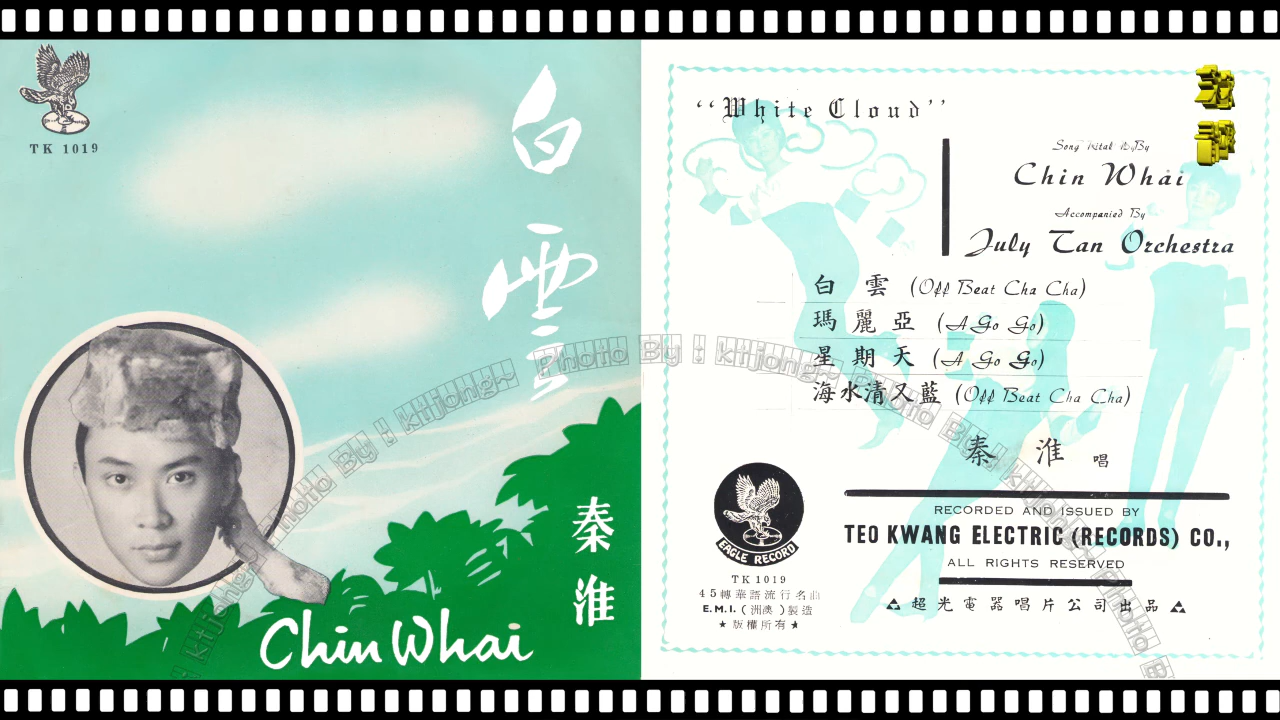 TK 1019
白雲
秦淮
Chin Whai
"White Cloud"
Song By
Chin Whai
Accompanied By
July Tan Orchestra
白雲 (Off Beat Cha Cha)
瑪麗亞 (A Go Go)
星期天 (A Go Go)
海水清又藍 (Off Beat Cha Cha)
秦淮 唱
EAGLE RECORD
TK 1019
45轉華語流行名曲
E.M.I. (洲澳) 製造
★ 版權所有 ★
RECORDED AND ISSUED BY
TEO KWANG ELECTRIC (RECORDS) CO.,
ALL RIGHTS RESERVED
超光電器唱片公司出品
Photo By : ktjong~